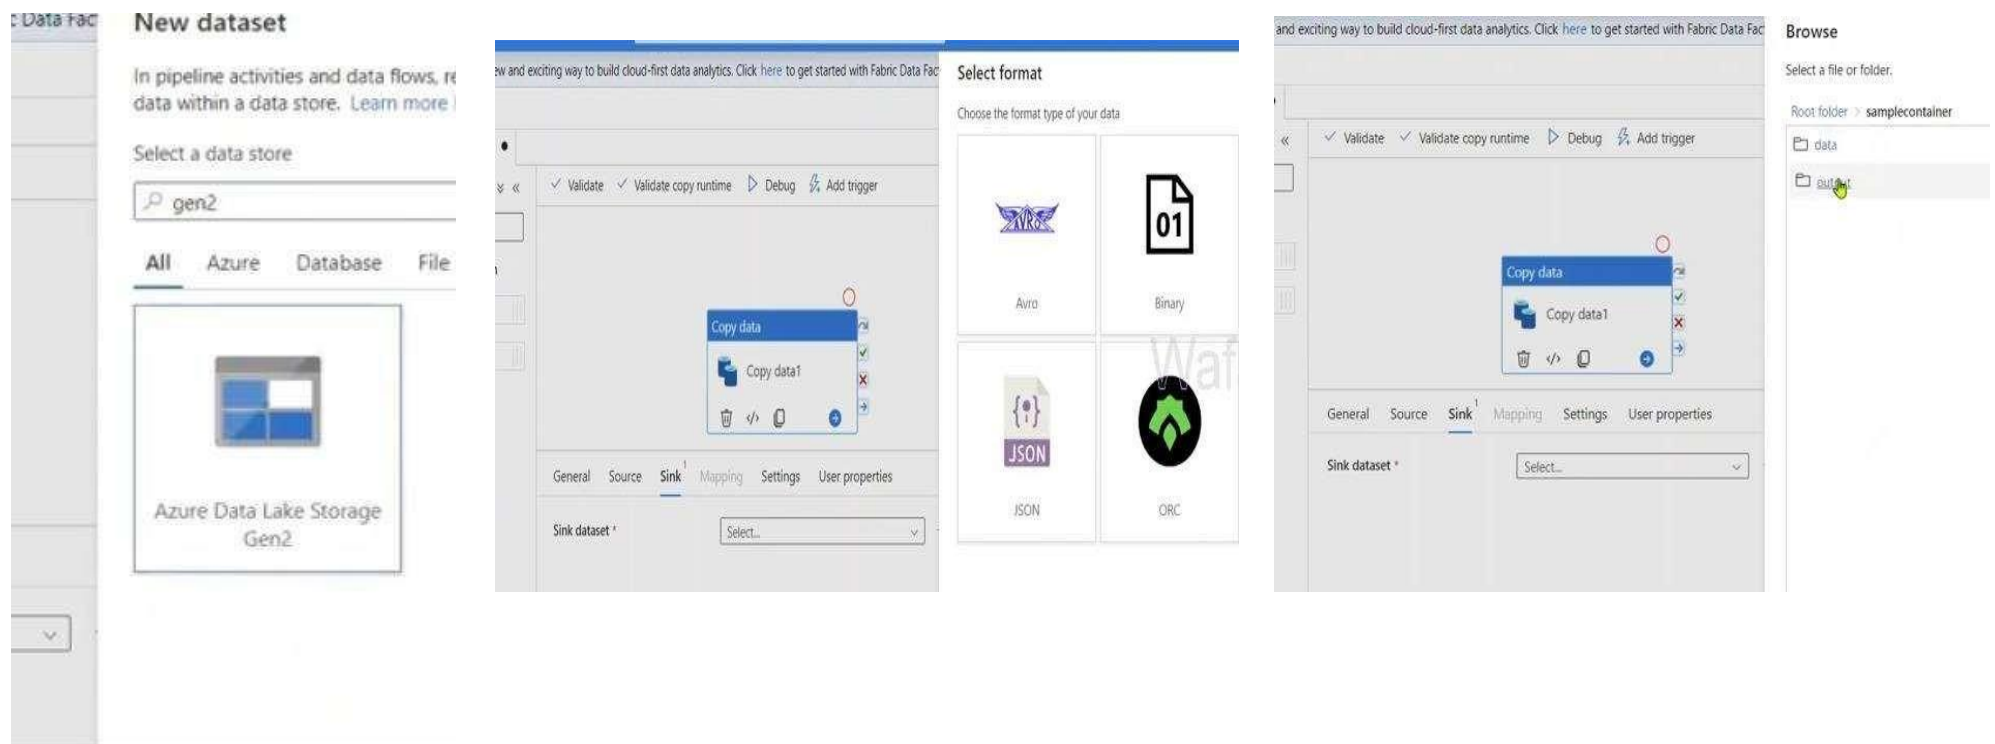 c Data Fac
New dataset
In pipeline activities and data flows, re
data within a data store. Learn more
Select a data store
gen2
All Azure Database File
Azure Data Lake Storage
Gen2
ew and exciting way to build cloud-first data analytics. Click here to get started with Fabric Data Fac
Select format
Choose the format type of your data
Validate Validate copy runtime Debug Add trigger
AVRO
01
Avro
Binary
Copy data
Copy data1
Waf
{:}
JSON
JSON
ORC
General Source Sink 1 Mapping Settings User properties
Sink dataset *
Select...
and exciting way to build cloud-first data analytics. Click here to get started with Fabric Data Fac
Browse
Select a file or folder.
Root folder > samplecontainer
data
output
Validate Validate copy runtime Debug Add trigger
Copy data
Copy data1
General Source Sink 1 Mapping Settings User properties
Sink dataset *
Select...